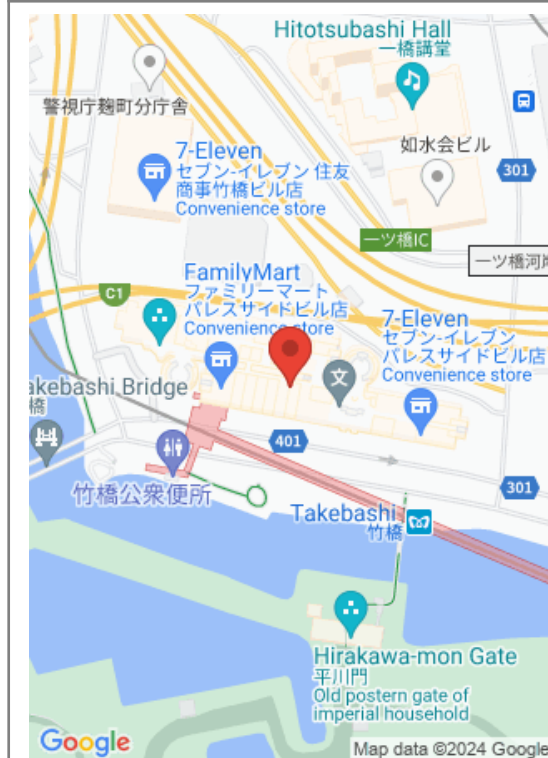 Hitotsubashi Hall
一橋講堂
警視庁麹町分庁舎
7-Eleven
セブン-イレブン 住友
商事竹橋ビル店
Convenience store
如水会ビル
301
一ツ橋IC
一ツ橋河岸
C1
FamilyMart
ファミリーマート
パレスサイドビル店
Convenience store
7-Eleven
セブン-イレブン
パレスサイドビル店
Convenience store
文
akebashi Bridge
橋
401
竹橋公衆便所
301
Takebashi
竹橋
Hirakawa-mon Gate
平川門
Old postern gate of
imperial household
Google
Map data ©2024 Google